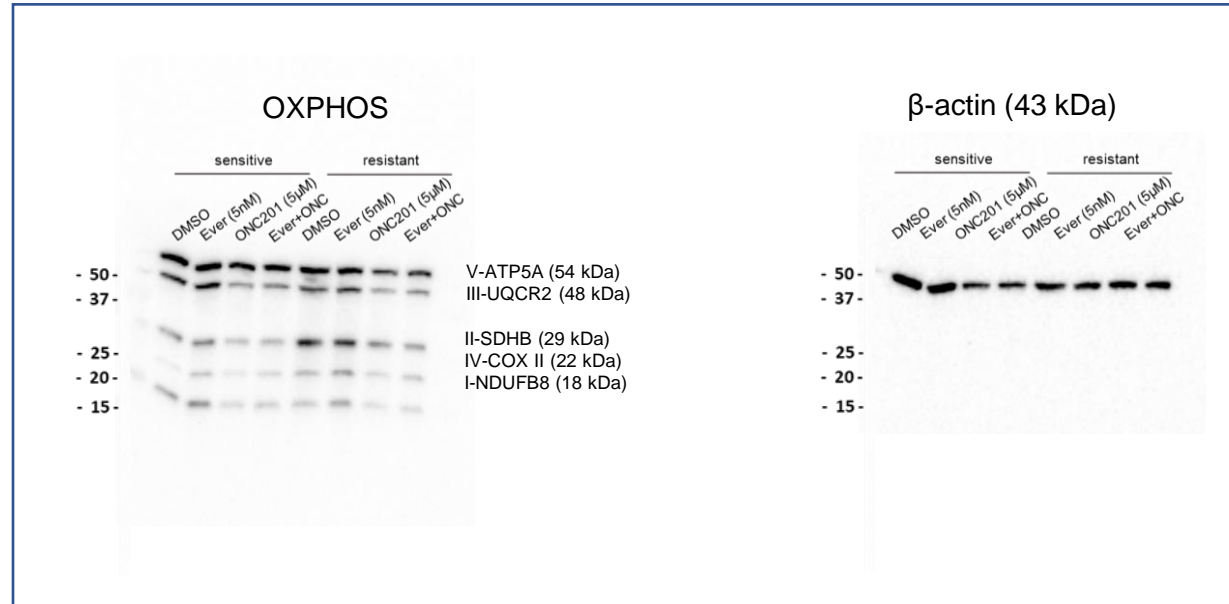 OXPHOS
sensitive resistant
DMSO Ever (5nM) ONC201 (5µM) Ever+ONC DMSO Ever (5nM) ONC201 (5µM) Ever+ONC
- 50-
- 37-
- 25-
- 20-
- 15-
V-ATP5A (54 kDa)
III-UQCR2 (48 kDa)
II-SDHB (29 kDa)
IV-COX II (22 kDa)
I-NDUFB8 (18 kDa)
β-actin (43 kDa)
sensitive resistant
DMSO Ever (5nM) ONC201 (5µM) Ever+ONC DMSO Ever (5nM) ONC201 (5µM) Ever+ONC
- 50-
- 37-
- 25-
- 20-
- 15-